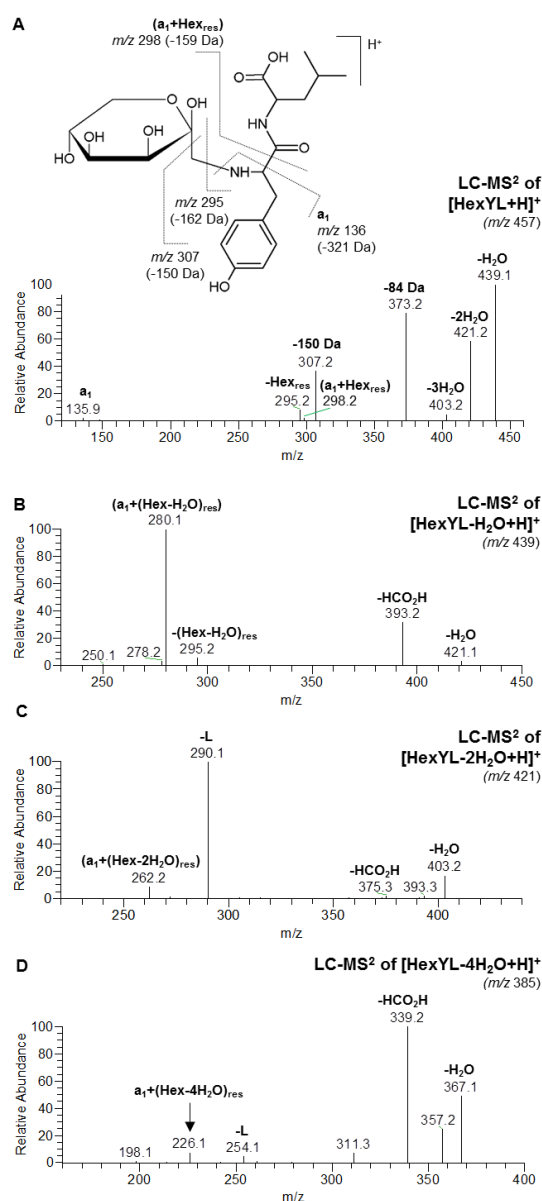 A
(a₁+Hexres)
m/z 298 (-159 Da)
H⁺
OH
O
O
OH
HN
O
HO
OH
OH
NH
m/z 295
(-162 Da)
a₁
m/z 136
(-321 Da)
m/z 307
(-150 Da)
HO
LC-MS² of
[HexYL+H]⁺
(m/z 457)
-H₂O
439.1
-84 Da
373.2
-2H₂O
421.2
-150 Da
307.2
-Hexres
295.2
(a₁+Hexres)
298.2
-3H₂O
403.2
a₁
135.9
Relative Abundance
100
80
60
40
20
0
150 200 250 300 350 400 450
m/z
B
(a₁+(Hex-H₂O)res)
280.1
LC-MS² of
[HexYL-H₂O+H]⁺
(m/z 439)
-HCO₂H
393.2
-(Hex-H₂O)res
295.2
-H₂O
421.1
250.1
278.2
Relative Abundance
100
80
60
40
20
0
250 300 350 400 450
m/z
C
-L
290.1
LC-MS² of
[HexYL-2H₂O+H]⁺
(m/z 421)
(a₁+(Hex-2H₂O)res)
262.2
-HCO₂H
375.3
393.3
-H₂O
403.2
Relative Abundance
100
80
60
40
20
0
250 300 350 400
m/z
D
LC-MS² of [HexYL-4H₂O+H]⁺
(m/z 385)
-HCO₂H
339.2
-H₂O
367.1
357.2
a₁+(Hex-4H₂O)res
226.1
-L
254.1
311.3
198.1
Relative Abundance
100
80
60
40
20
0
200 250 300 350 400
m/z